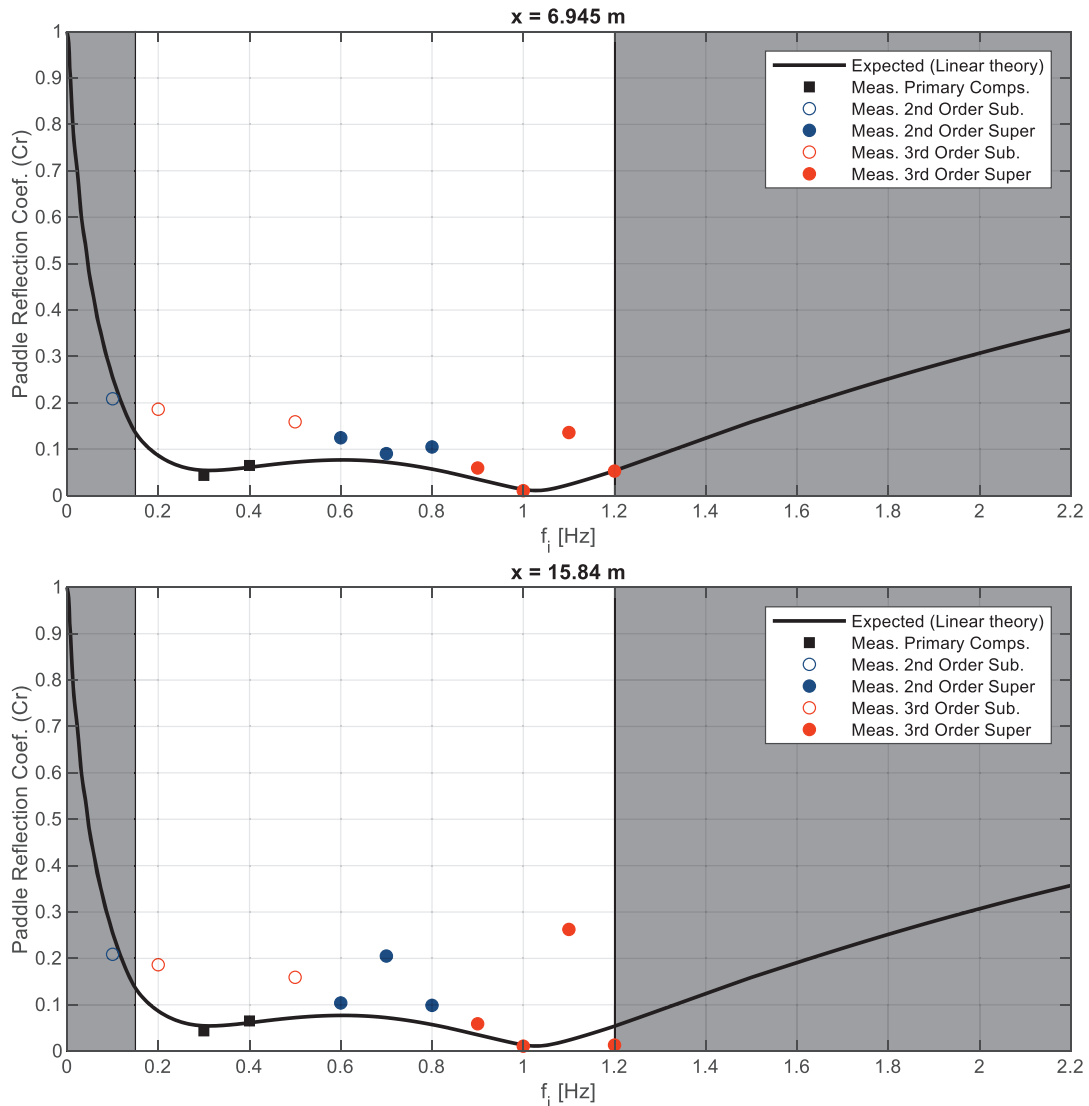 x = 6.945 m
Paddle Reflection Coef. (Cr)
1
0.9
0.8
0.7
0.6
0.5
0.4
0.3
0.2
0.1
0
Expected (Linear theory)
Meas. Primary Comps.
Meas. 2nd Order Sub.
Meas. 2nd Order Super
Meas. 3rd Order Sub.
Meas. 3rd Order Super
0 0.2 0.4 0.6 0.8 1 1.2 1.4 1.6 1.8 2 2.2
f_i [Hz]
x = 15.84 m
Paddle Reflection Coef. (Cr)
1
0.9
0.8
0.7
0.6
0.5
0.4
0.3
0.2
0.1
0
Expected (Linear theory)
Meas. Primary Comps.
Meas. 2nd Order Sub.
Meas. 2nd Order Super
Meas. 3rd Order Sub.
Meas. 3rd Order Super
0 0.2 0.4 0.6 0.8 1 1.2 1.4 1.6 1.8 2 2.2
f_i [Hz]